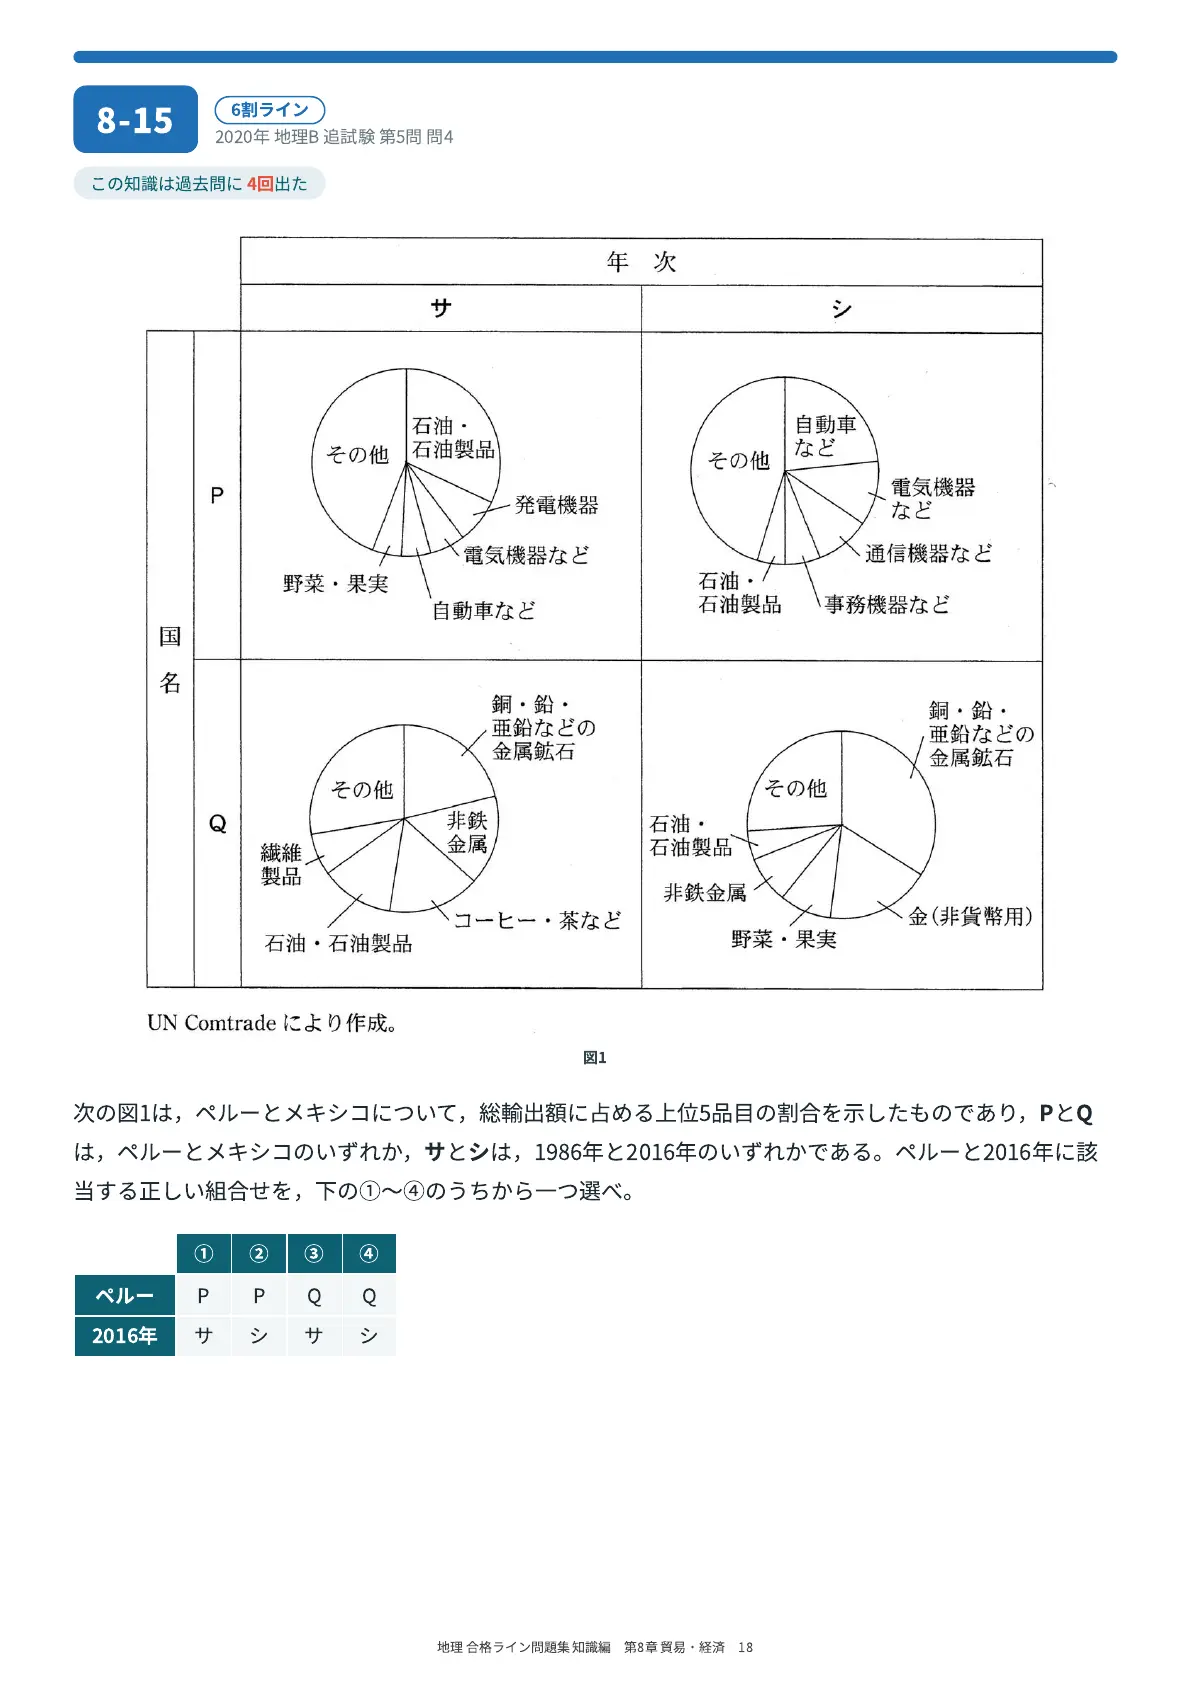 8-15
6割ライン
2020年 地理B 追試験 第5問 問4
この知識は過去問に 4回出た
年 次
サ
シ
国名
P
石油・
石油製品
発電機器
電気機器など
自動車など
野菜・果実
その他
自動車
など
電気機器
など
通信機器など
事務機器など
石油・
石油製品
その他
Q
銅・鉛・
亜鉛などの
金属鉱石
非鉄
金属
コーヒー・茶など
石油・石油製品
繊維
製品
その他
銅・鉛・
亜鉛などの
金属鉱石
金(非貨幣用)
野菜・果実
非鉄金属
石油・
石油製品
その他
UN Comtrade により作成。
図1
次の図1は，ペルーとメキシコについて，総輸出額に占める上位5品目の割合を示したものであり，PとQ
は，ペルーとメキシコのいずれか，サとシは，1986年と2016年のいずれかである。ペルーと2016年に該
当する正しい組合せを，下の①〜④のうちから一つ選べ。
① ② ③ ④
ペルー P P Q Q
2016年 サ シ サ シ
地理 合格ライン問題集 知識編 第8章 貿易・経済 18